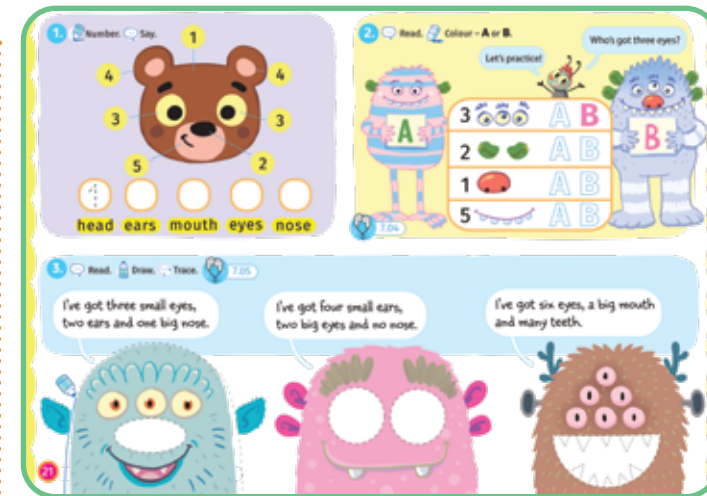 1. Number. Say.
1
4
4
3
3
5
2
1
head ears mouth eyes nose
2. Read. Colour – A or B.
Who's got three eyes?
Let's practice!
A
B
3 A B
2 A B
1 A B
5 A B
7.04
3. Read. Draw. Trace. 7.05
I've got three small eyes,
two ears and one big nose.
I've got four small ears,
two big eyes and no nose.
I've got six eyes, a big mouth
and many teeth.
21